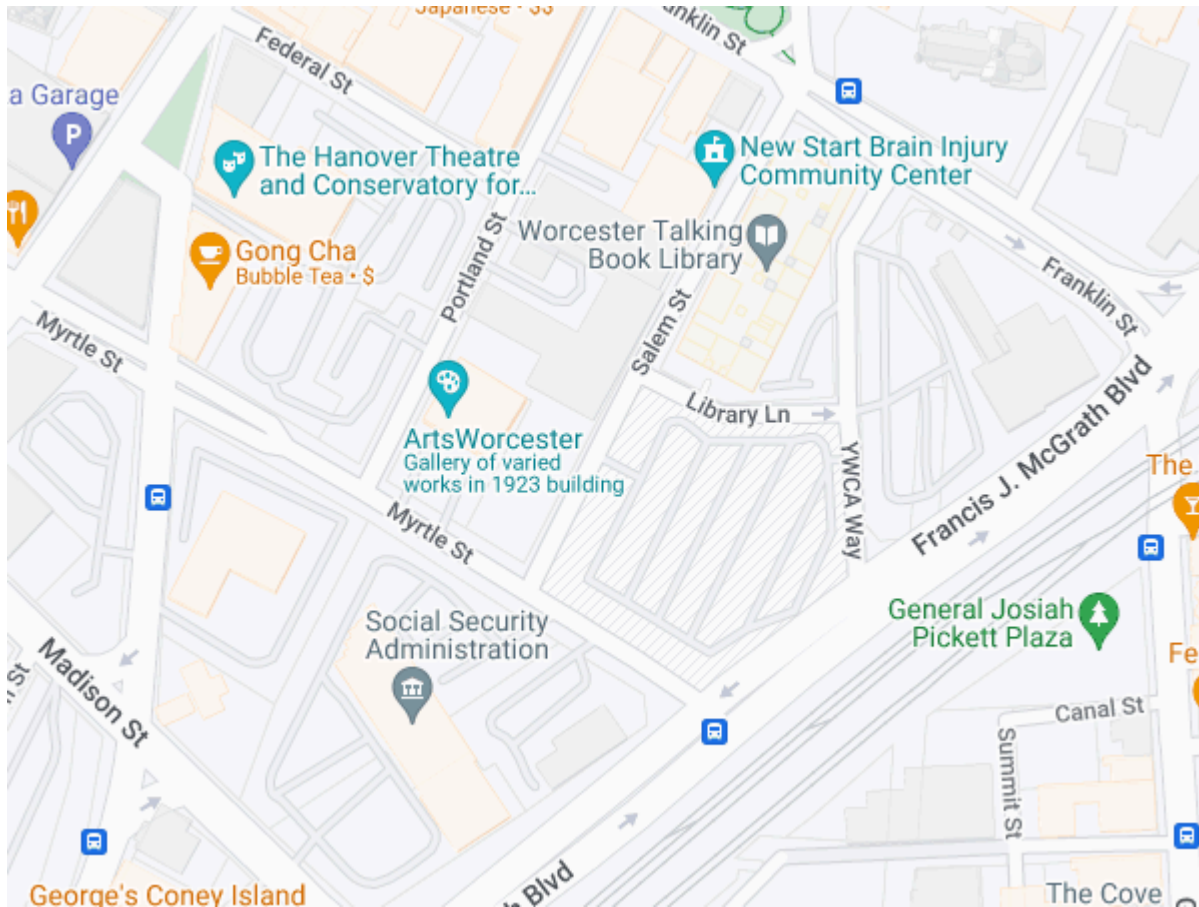 Japanese • $$
Franklin St
Federal St
a Garage
P
The Hanover Theatre
and Conservatory for...
New Start Brain Injury
Community Center
Portland St
Worcester Talking
Book Library
Gong Cha
Bubble Tea • $
Franklin St
Myrtle St
Salem St
Library Ln
ArtsWorcester
Gallery of varied
works in 1923 building
YWCA Way
Francis J. McGrath Blvd
The
Myrtle St
Social Security
Administration
General Josiah
Pickett Plaza
Fe
Madison St
St
Canal St
Summit St
h Blvd
George's Coney Island
The Cove